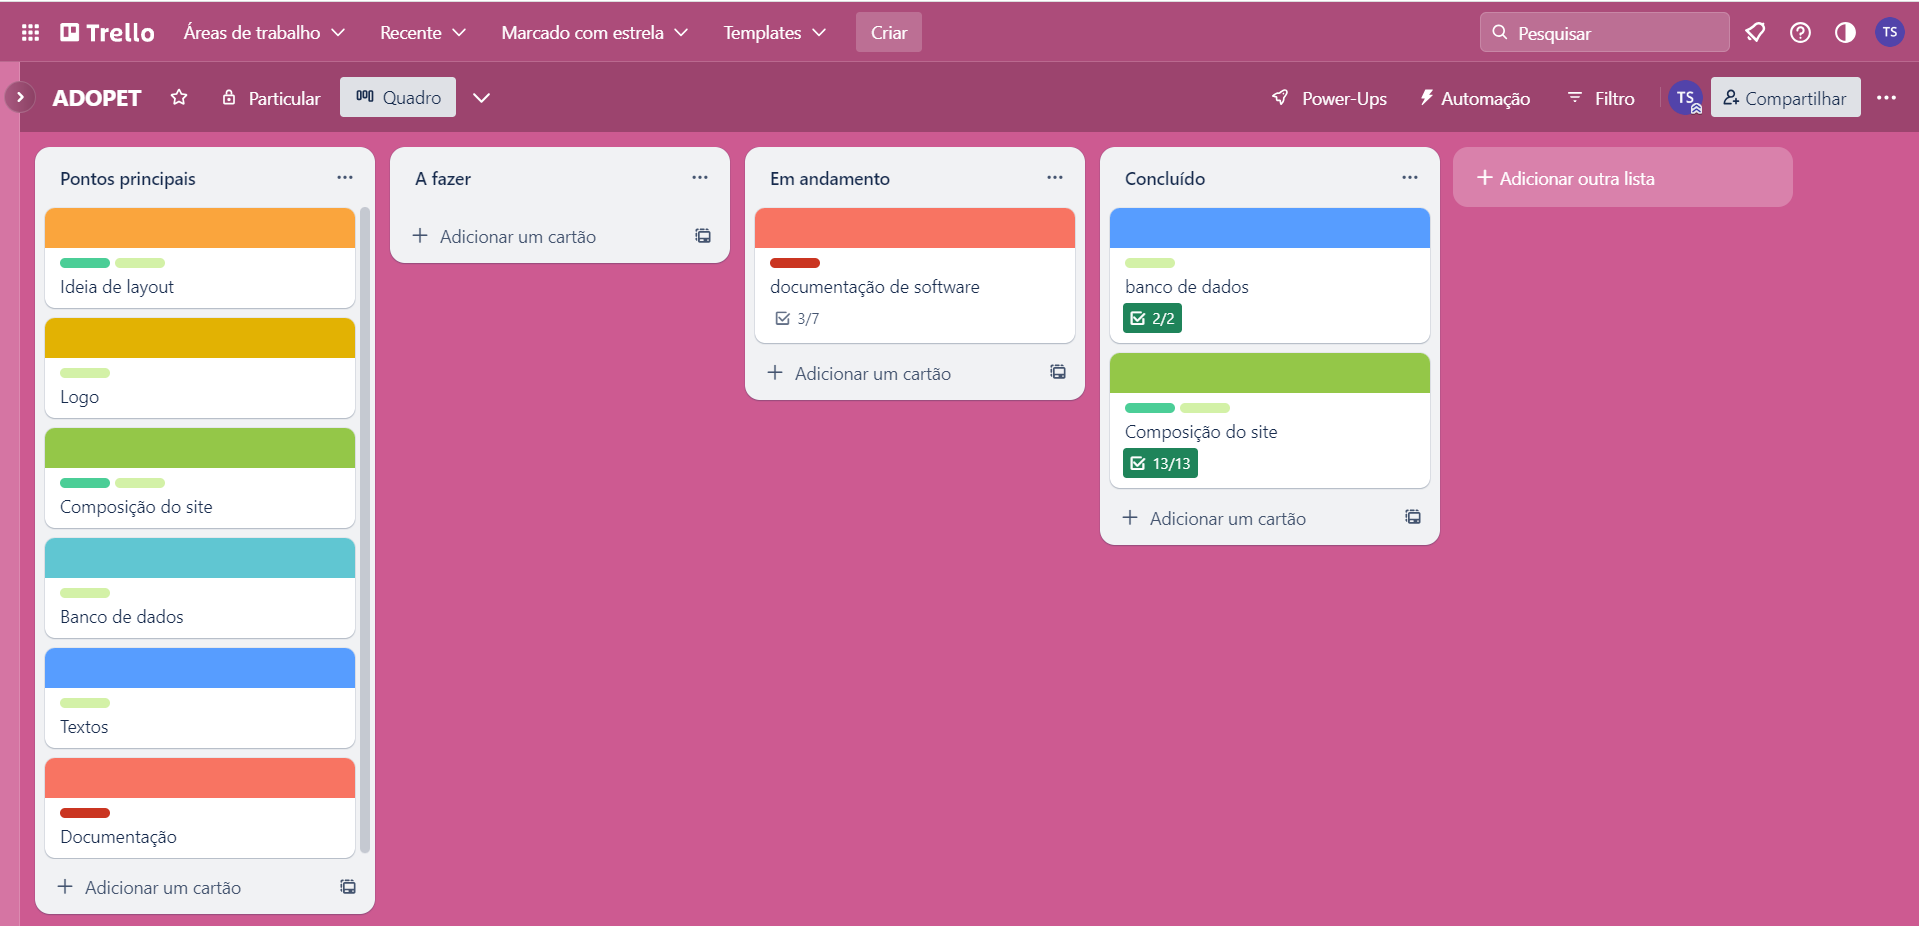 Trello
Áreas de trabalho
Recente
Marcado com estrela
Templates
Criar
Pesquisar
TS
ADOPET
Particular
Quadro
Power-Ups
Automação
Filtro
TS
Compartilhar
Pontos principais
Ideia de layout
Logo
Composição do site
Banco de dados
Textos
Documentação
Adicionar um cartão
A fazer
Adicionar um cartão
Em andamento
documentação de software
3/7
Adicionar um cartão
Concluído
banco de dados
2/2
Composição do site
13/13
Adicionar um cartão
Adicionar outra lista